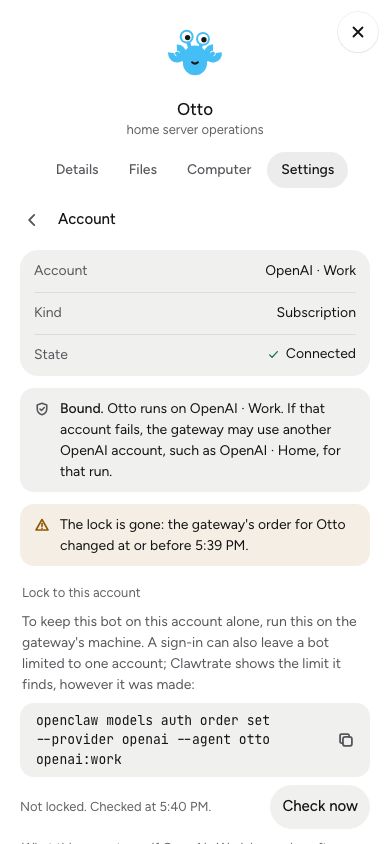 Otto
home server operations
Details Files Computer Settings
Account
Account OpenAI · Work
Kind Subscription
State Connected
Bound. Otto runs on OpenAI · Work. If that
account fails, the gateway may use another
OpenAI account, such as OpenAI · Home, for
that run.
The lock is gone: the gateway's order for Otto
changed at or before 5:39 PM.
Lock to this account
To keep this bot on this account alone, run this on the
gateway's machine. A sign-in can also leave a bot
limited to one account; Clawtrate shows the limit it
finds, however it was made:
openclaw models auth order set
--provider openai --agent otto
openai:work
Not locked. Checked at 5:40 PM. Check now